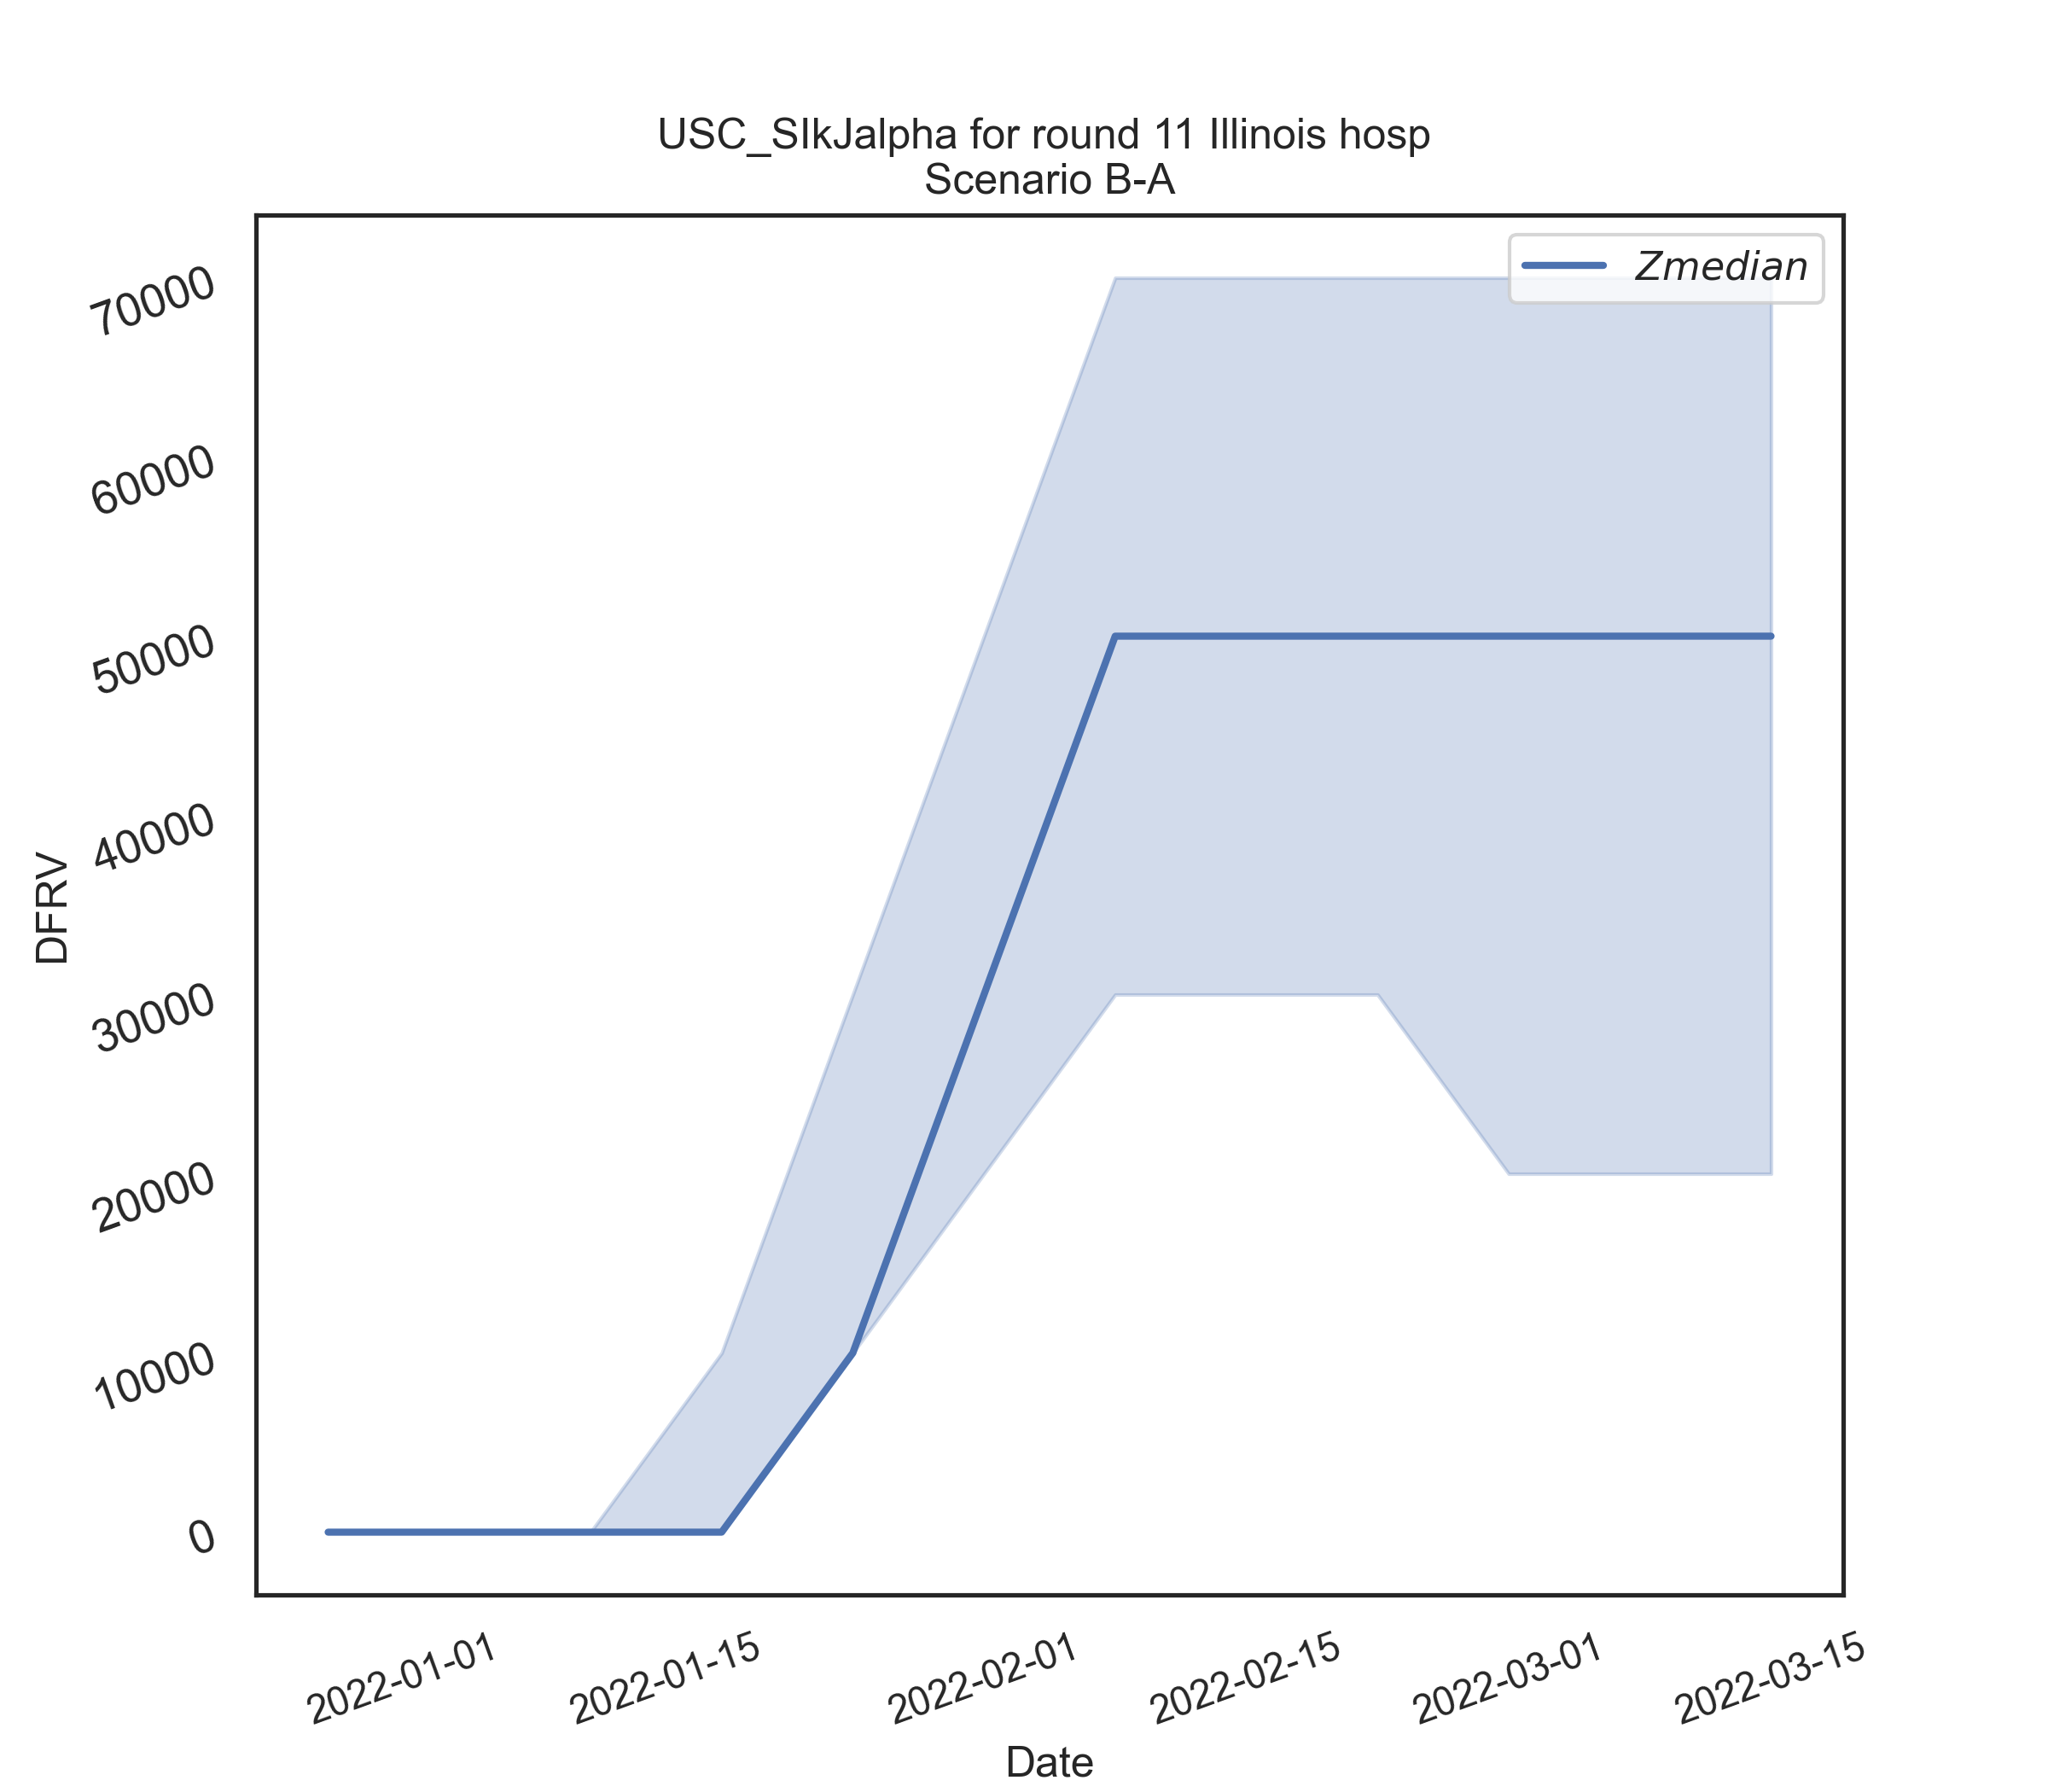 USC_SIkJalpha for round 11 Illinois hosp
Scenario B-A
Zmedian
70000
60000
50000
40000
30000
20000
10000
0
DFRV
2022-01-01
2022-01-15
2022-02-01
2022-02-15
2022-03-01
2022-03-15
Date